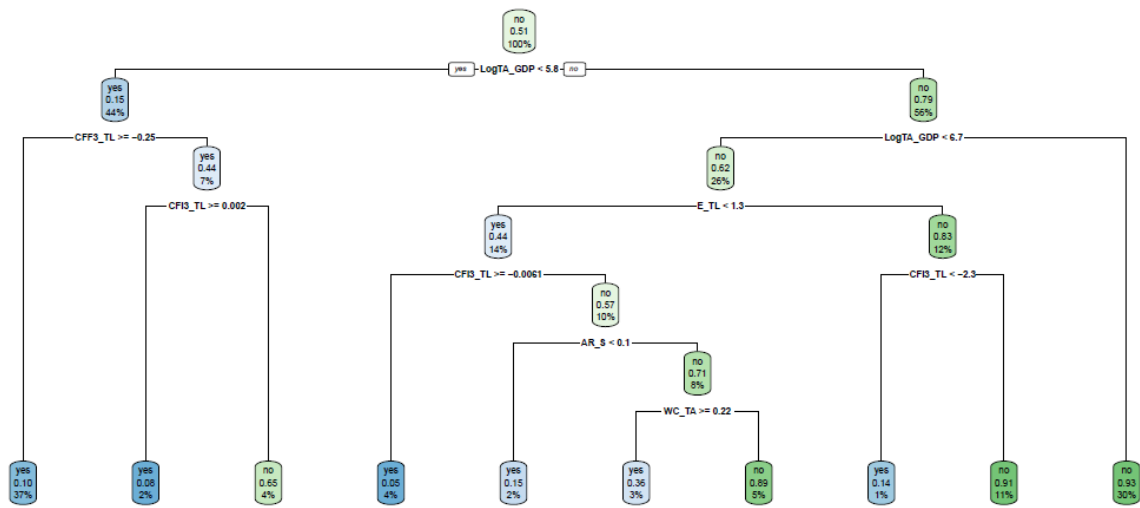 no
0.51
100%
yes LogTA_GDP < 5.8 no
yes
0.15
44%
no
0.79
56%
CFF3_TL >= −0.25
LogTA_GDP < 6.7
yes
0.44
7%
no
0.62
26%
CFI3_TL >= 0.002
E_TL < 1.3
yes
0.44
14%
no
0.83
12%
CFI3_TL >= −0.0061
CFI3_TL < −2.3
no
0.57
10%
AR_S < 0.1
no
0.71
8%
WC_TA >= 0.22
yes
0.10
37%
yes
0.08
2%
no
0.65
4%
yes
0.05
4%
yes
0.15
2%
yes
0.36
3%
no
0.89
5%
yes
0.14
1%
no
0.91
11%
no
0.93
30%